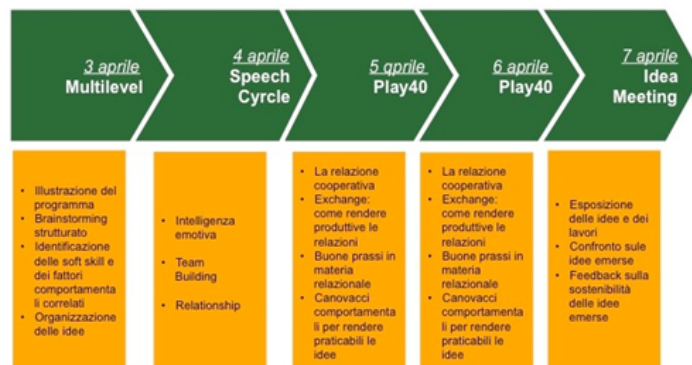 3 aprile
Multilevel
4 aprile
Speech
Cyrcle
5 qprile
Play40
6 aprile
Play40
7 aprile
Idea
Meeting
• Illustrazione del
programma
• Brainstorming
strutturato
• Identificazione
delle soft skill e
dei fattori
comportamenta
li correlati
• Organizzazione
delle idee
• Intelligenza
emotiva
• Team
Building
• Relationship
• La relazione
cooperativa
• Exchange:
come rendere
produttive le
relazioni
• Buone prassi in
materia
relazionale
• Canovacci
comportamenta
li per rendere
praticabili le
idee
• La relazione
cooperativa
• Exchange:
come rendere
produttive le
relazioni
• Buone prassi in
materia
relazionale
• Canovacci
comportamenta
li per rendere
praticabili le
idee
• Esposizione
delle idee e dei
lavori
• Confronto sule
idee emerse
• Feedback sulla
sostenibilità
delle idee
emerse